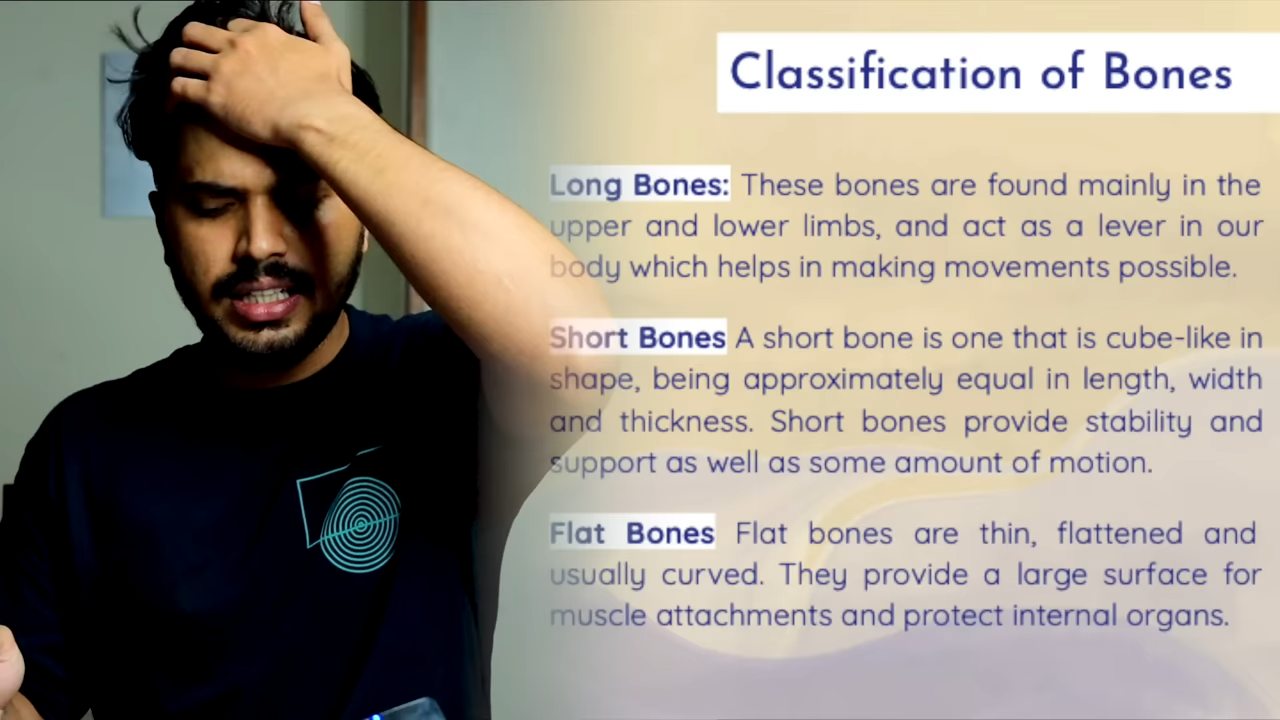 Classification of Bones
Long Bones: These bones are found mainly in the
upper and lower limbs, and act as a lever in our
body which helps in making movements possible.
Short Bones A short bone is one that is cube-like in
shape, being approximately equal in length, width
and thickness. Short bones provide stability and
support as well as some amount of motion.
Flat Bones Flat bones are thin, flattened and
usually curved. They provide a large surface for
muscle attachments and protect internal organs.